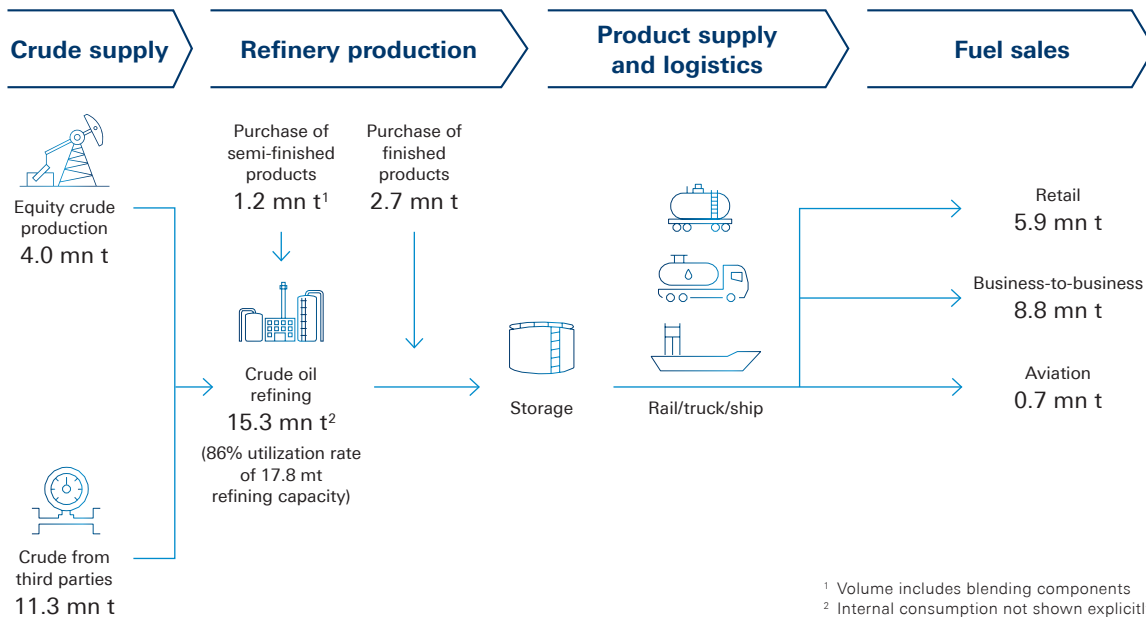 Crude supply
Refinery production
Product supply
and logistics
Fuel sales
Equity crude
production
4.0 mn t
Crude from
third parties
11.3 mn t
Purchase of
semi-finished
products
1.2 mn t¹
Purchase of
finished
products
2.7 mn t
Crude oil
refining
15.3 mn t²
(86% utilization rate
of 17.8 mt
refining capacity)
Storage
Rail/truck/ship
Retail
5.9 mn t
Business-to-business
8.8 mn t
Aviation
0.7 mn t
¹ Volume includes blending components
² Internal consumption not shown explicitl